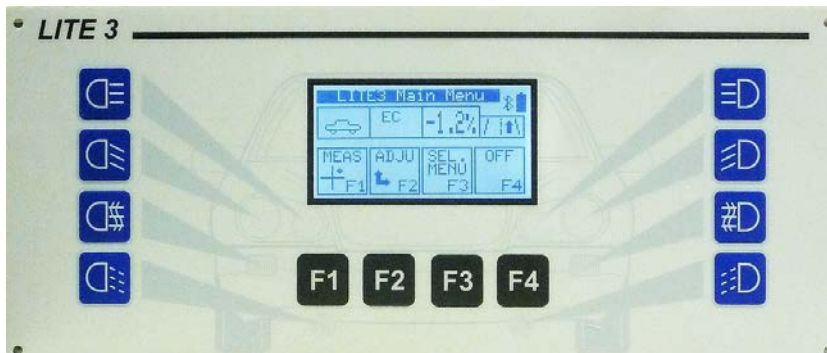 LITE 3
LITE3 Main Menu
EC
-1.2%
MEAS ADJU SEL. OFF
MENU
F1 F2 F3 F4
F1 F2 F3 F4